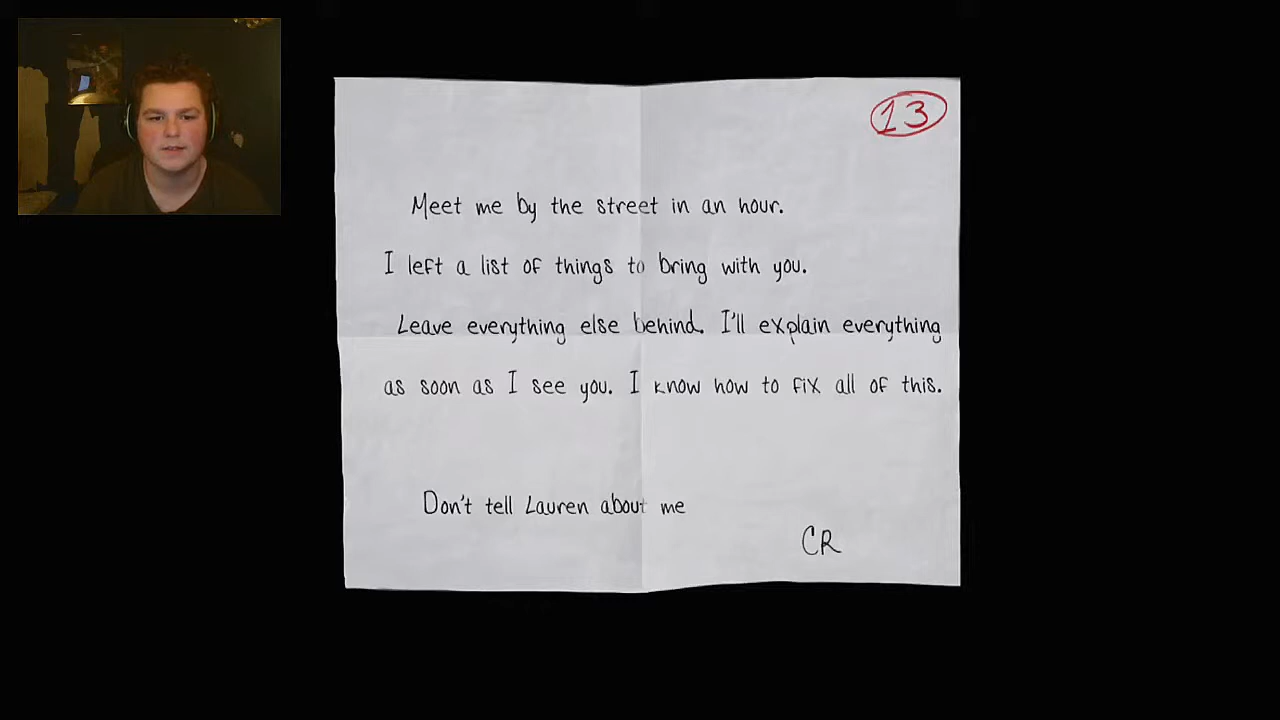 13
Meet me by the street in an hour.
I left a list of things to bring with you.
Leave everything else behind. I'll explain everything
as soon as I see you. I know how to fix all of this.
Don't tell Lauren about me
CR